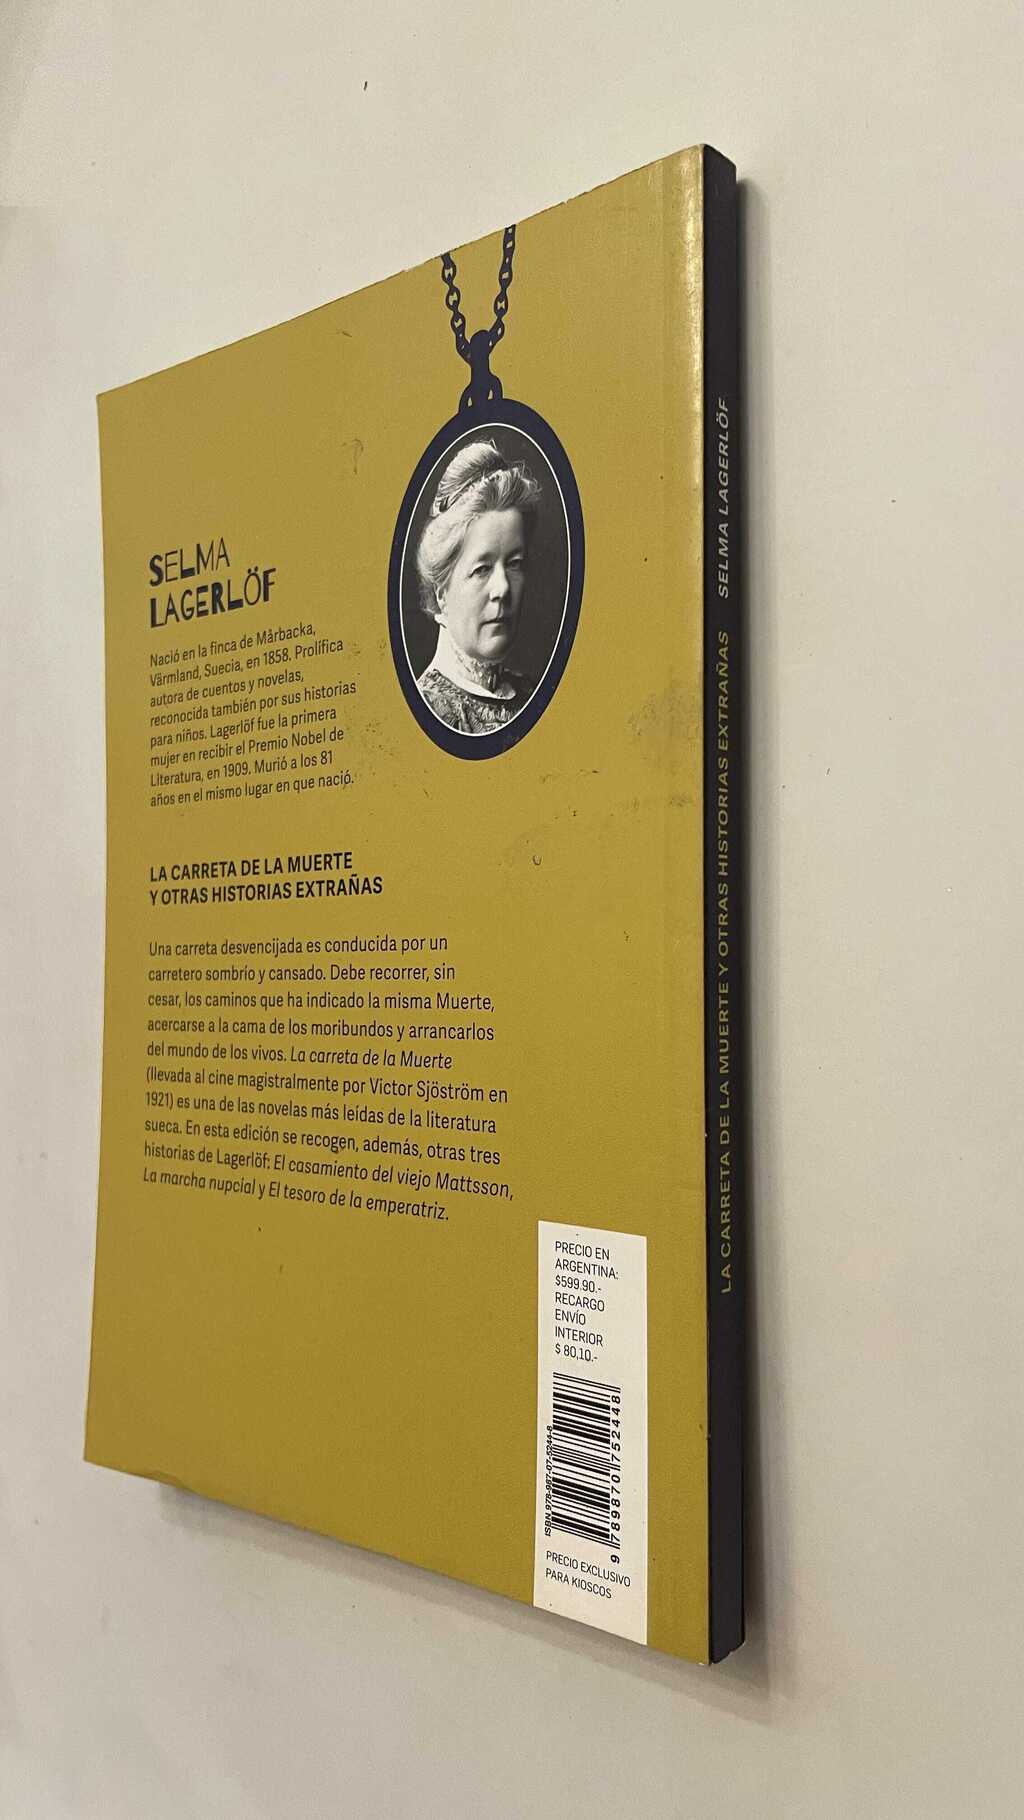 SELMA
LAGERLÖF
Nació en la finca de Mårbacka,
Värmland, Suecia, en 1858. Prolífica
autora de cuentos y novelas,
reconocida también por sus historias
para niños. Lagerlöf fue la primera
mujer en recibir el Premio Nobel de
Literatura, en 1909. Murió a los 81
años en el mismo lugar en que nació.
LA CARRETA DE LA MUERTE
Y OTRAS HISTORIAS EXTRAÑAS
Una carreta desvencijada es conducida por un
carretero sombrío y cansado. Debe recorrer, sin
cesar, los caminos que ha indicado la misma Muerte,
acercarse a la cama de los moribundos y arrancarlos
del mundo de los vivos. La carreta de la Muerte
(llevada al cine magistralmente por Victor Sjöström en
1921) es una de las novelas más leídas de la literatura
sueca. En esta edición se recogen, además, otras tres
historias de Lagerlöf: El casamiento del viejo Mattsson,
La marcha nupcial y El tesoro de la emperatriz.
PRECIO EN
ARGENTINA:
$599.90.-
RECARGO
ENVÍO
INTERIOR
$ 80,10.-
ISBN 978-987-07-5244-8
9 789870 752448
PRECIO EXCLUSIVO
PARA KIOSCOS
LA CARRETA DE LA MUERTE Y OTRAS HISTORIAS EXTRAÑAS SELMA LAGERLÖF